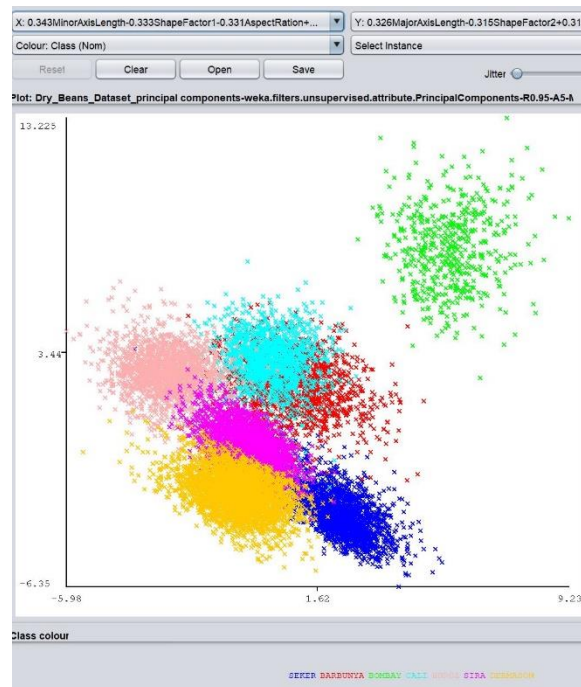 X: 0.343MinorAxisLength-0.333ShapeFactor1-0.331AspectRation+...
Y: 0.326MajorAxisLength-0.315ShapeFactor2+0.31
Colour: Class (Nom)
Select Instance
Reset
Clear
Open
Save
Jitter
Plot: Dry_Beans_Dataset_principal components-weka.filters.unsupervised.attribute.PrincipalComponents-R0.95-A5-M
13.225
3.44
-6.35
-5.98
1.62
9.23
Class colour
SEKER BARBUNYA BOMBAY CALI HOROZ SIRA DERMASON